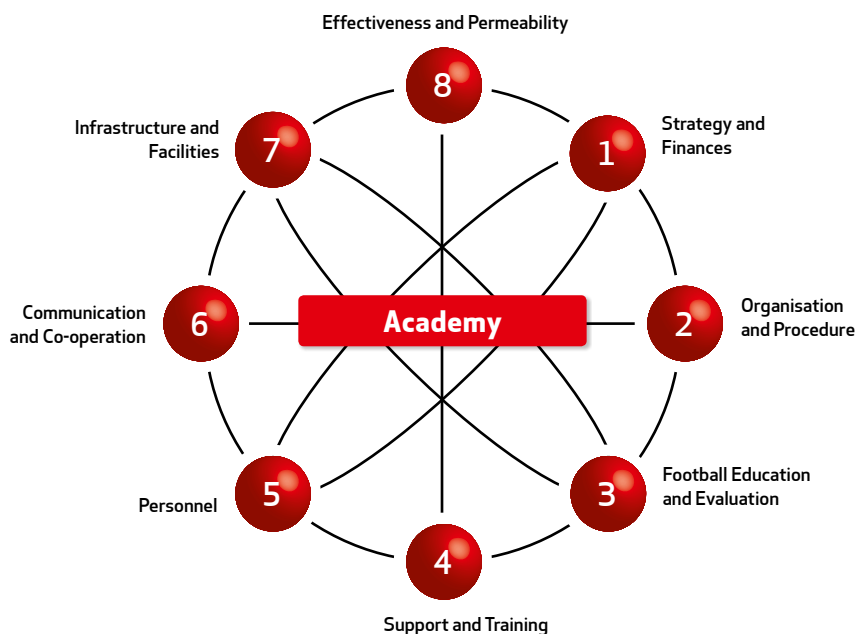 Effectiveness and Permeability
8
Infrastructure and
Facilities
7
1
Strategy and
Finances
Communication
and Co-operation
6
Academy
2
Organisation
and Procedure
Personnel
5
3
Football Education
and Evaluation
4
Support and Training